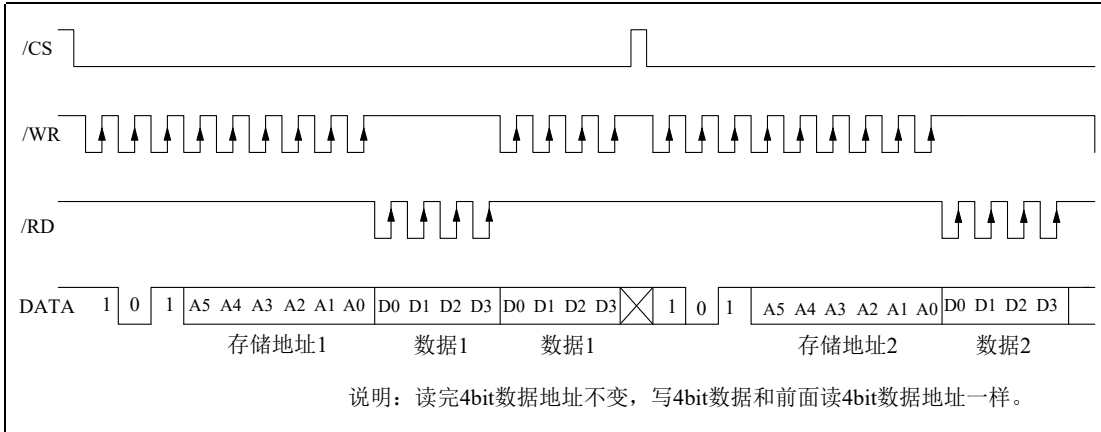 /CS
/WR
/RD
DATA 1 0 1 A5 A4 A3 A2 A1 A0 D0 D1 D2 D3 D0 D1 D2 D3 1 0 1 A5 A4 A3 A2 A1 A0 D0 D1 D2 D3
存储地址1 数据1 数据1 存储地址2 数据2
说明：读完4bit数据地址不变，写4bit数据和前面读4bit数据地址一样。